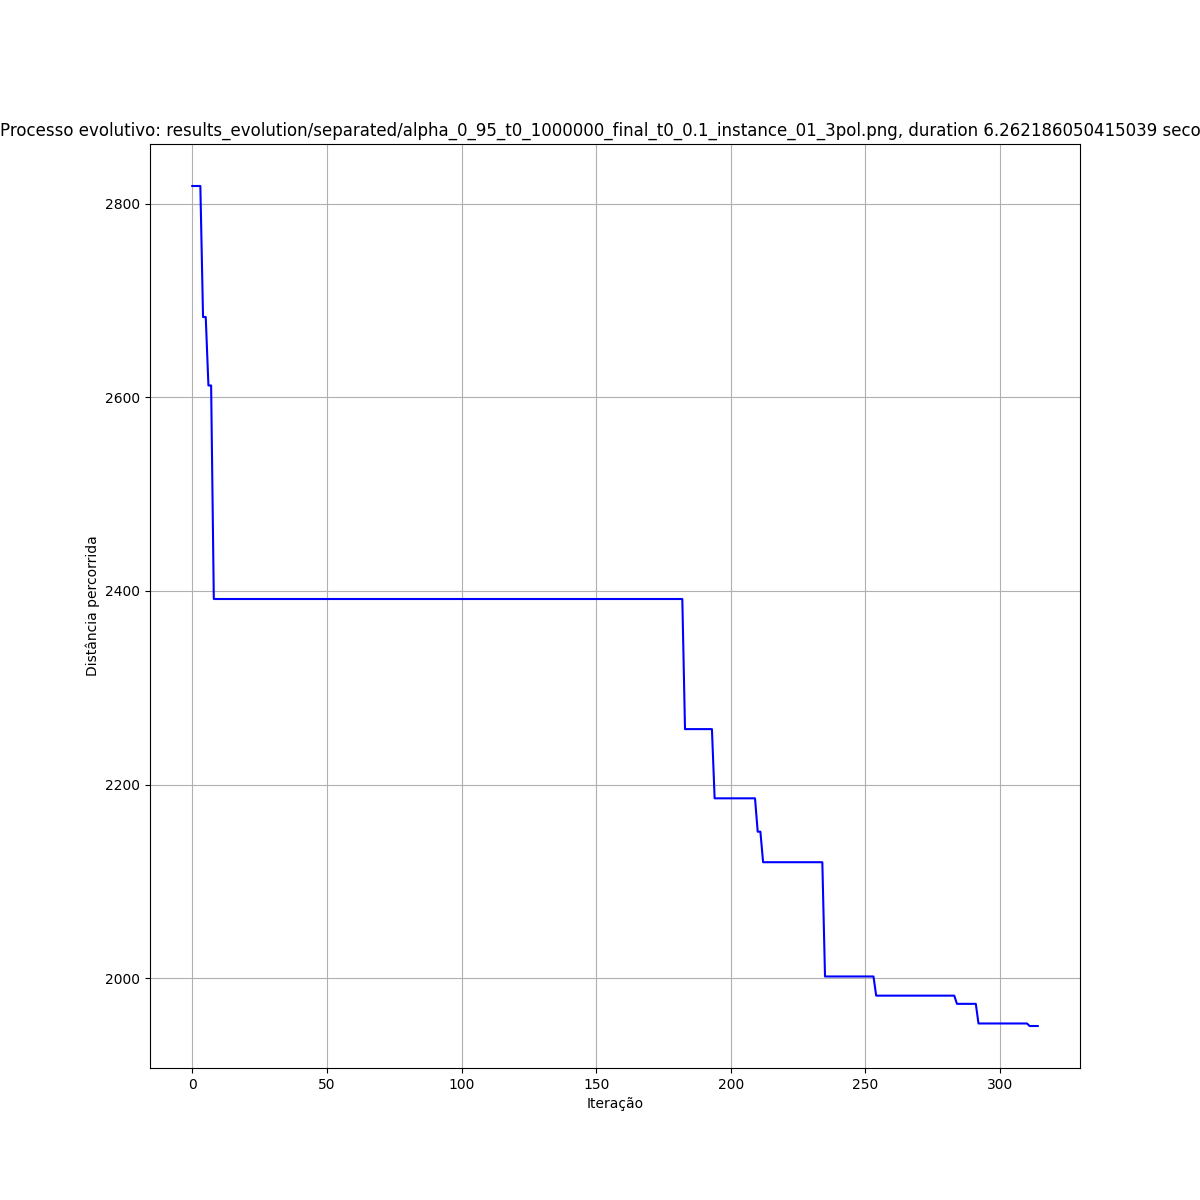 Processo evolutivo: results_evolution/separated/alpha_0_95_t0_1000000_final_t0_0.1_instance_01_3pol.png, duration 6.262186050415039 seco
2800
2600
2400
2200
2000
Distância percorrida
0 50 100 150 200 250 300
Iteração